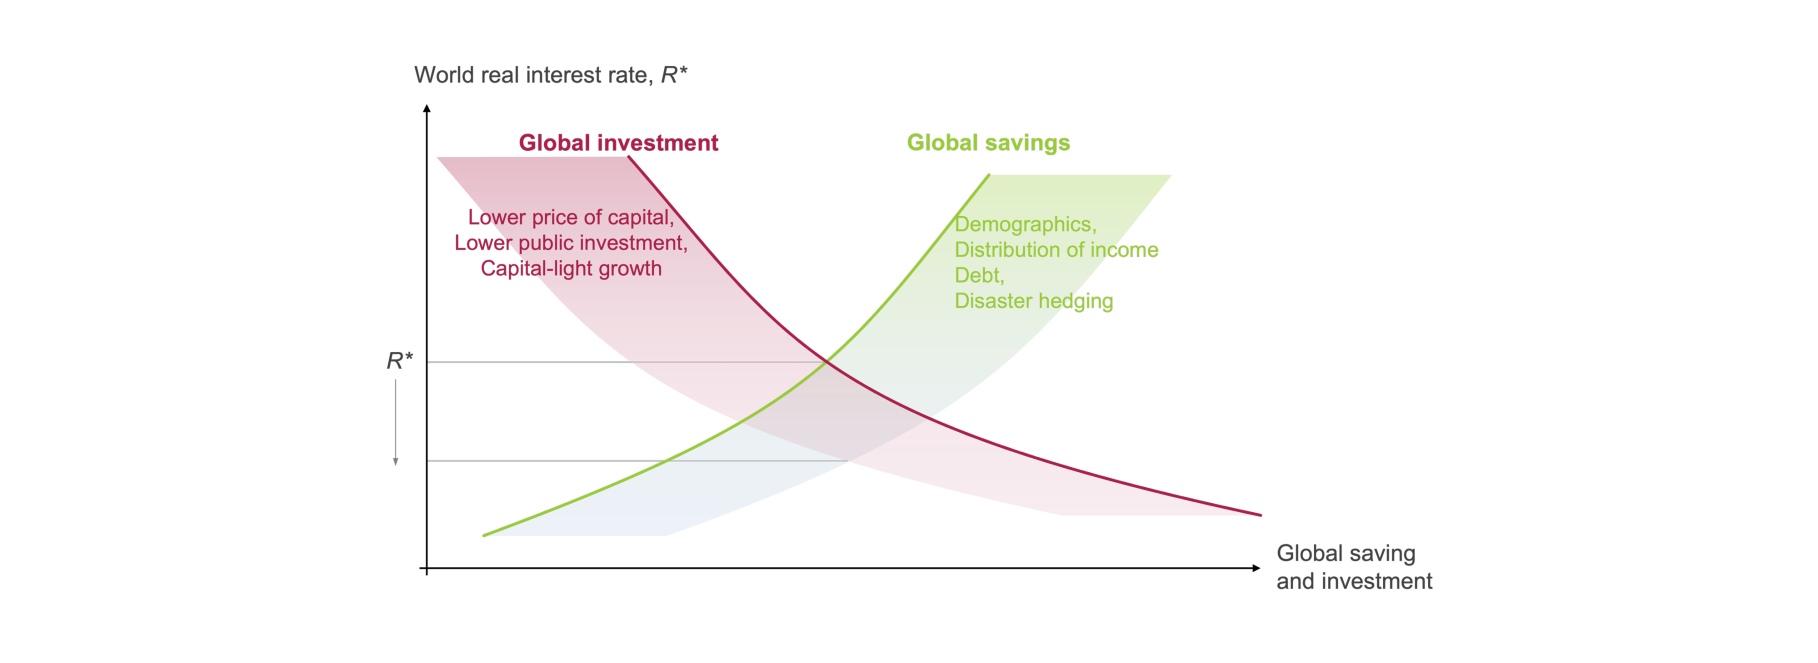 World real interest rate, R*
Global investment
Global savings
Lower price of capital,
Lower public investment,
Capital-light growth
Demographics,
Distribution of income
Debt,
Disaster hedging
R*
Global saving
and investment